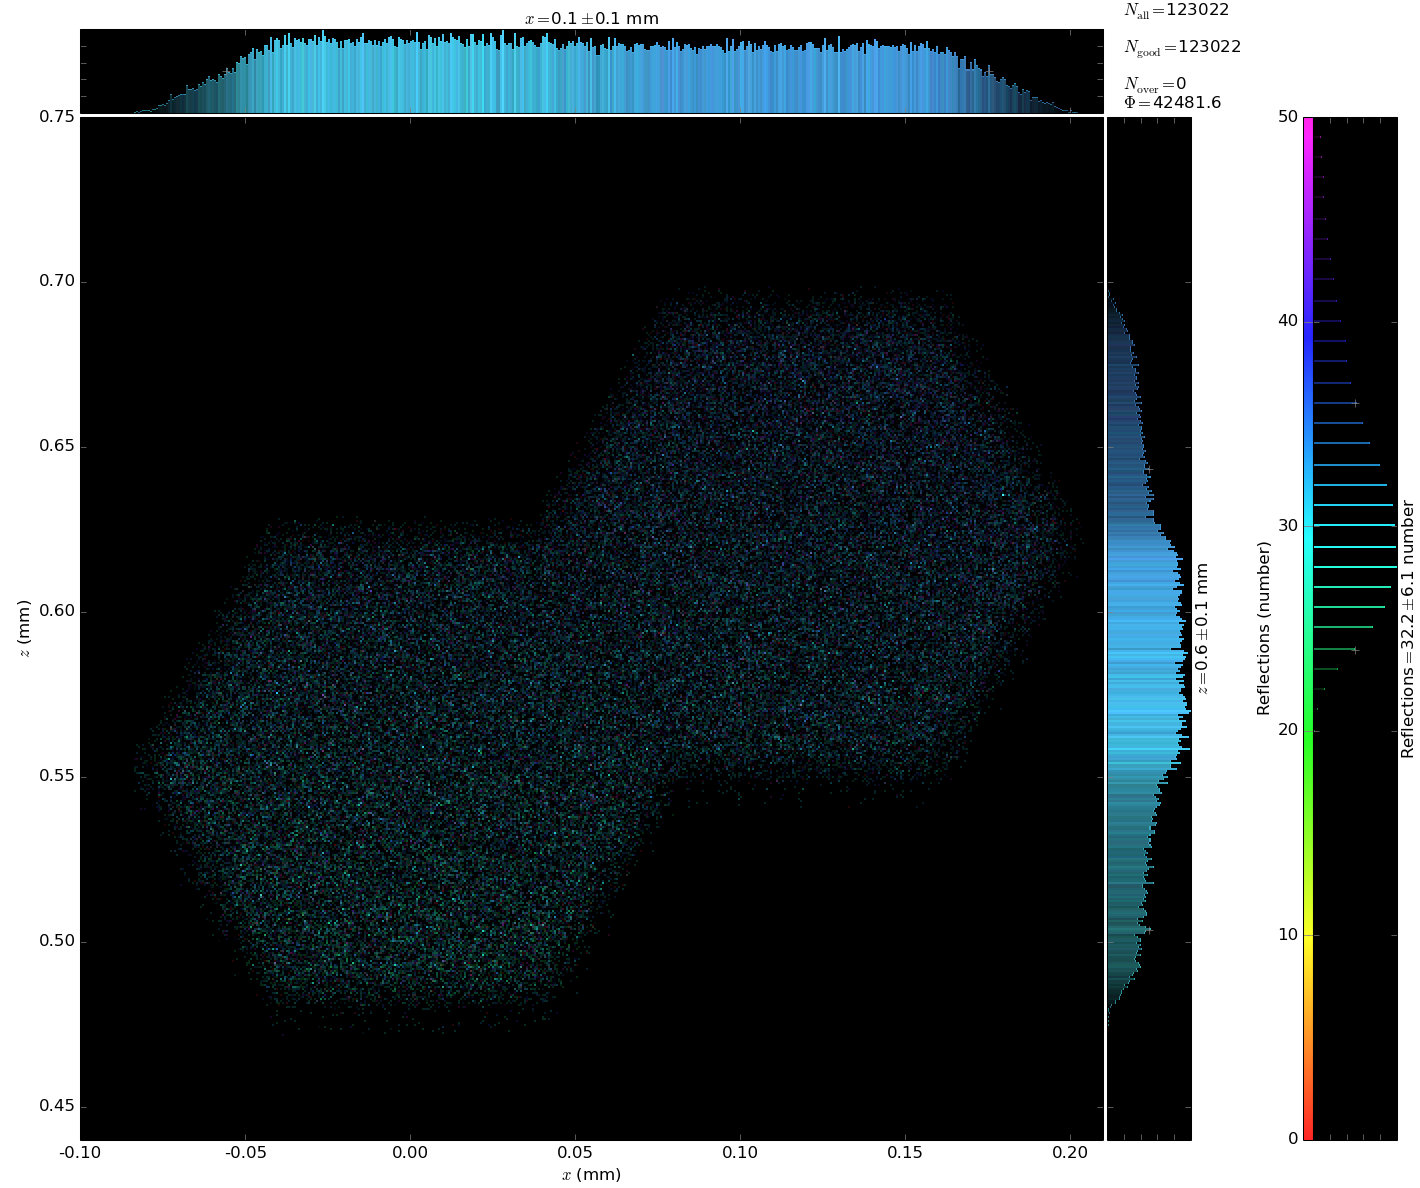 x = 0.1 ± 0.1 mm
N_all = 123022
N_good = 123022
N_over = 0
Φ = 42481.6
0.75
0.70
0.65
0.60
0.55
0.50
0.45
z (mm)
-0.10
-0.05
0.00
0.05
0.10
0.15
0.20
x (mm)
z = 0.6 ± 0.1 mm
50
40
30
20
10
0
Reflections (number)
Reflections = 32.2 ± 6.1 number